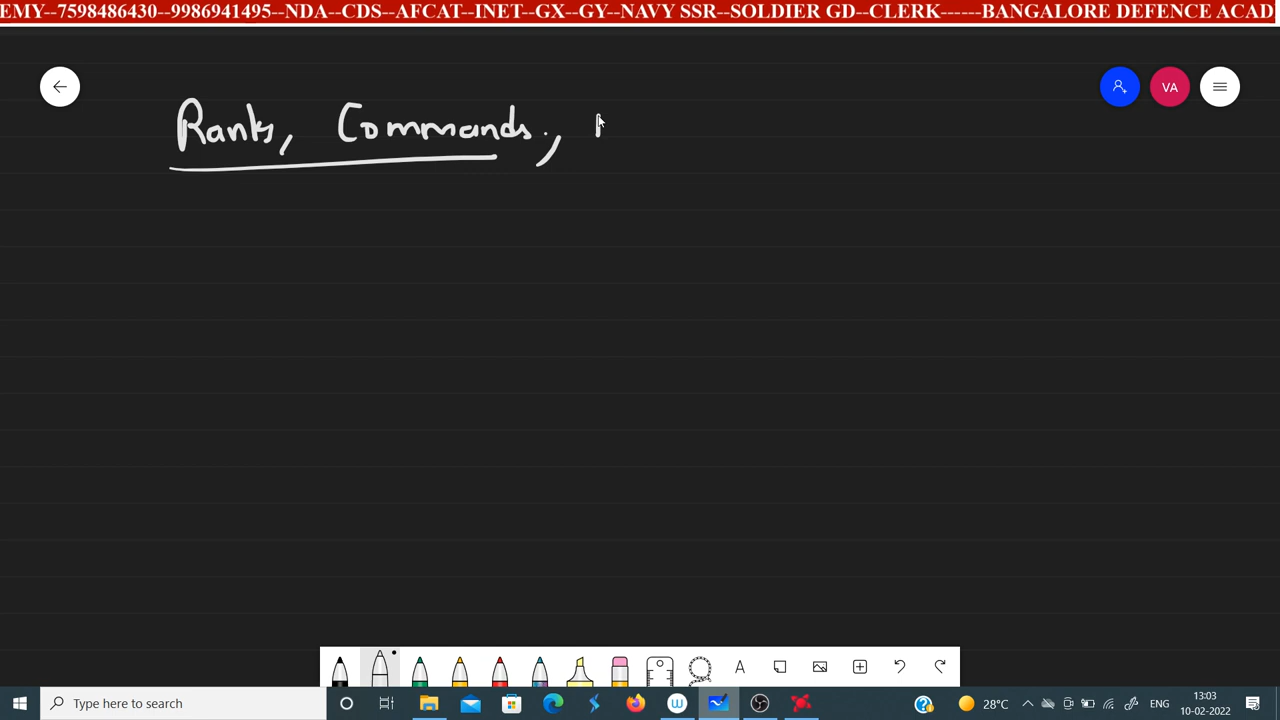 EMY--7598486430--9986941495--NDA--CDS--AFCAT--INET--GX--GY--NAVY SSR--SOLDIER GD--CLERK------BANGALORE DEFENCE ACAD
VA
Ranks, Commands.,
A
Type here to search
28°C
ENG
13:03
10-02-2022